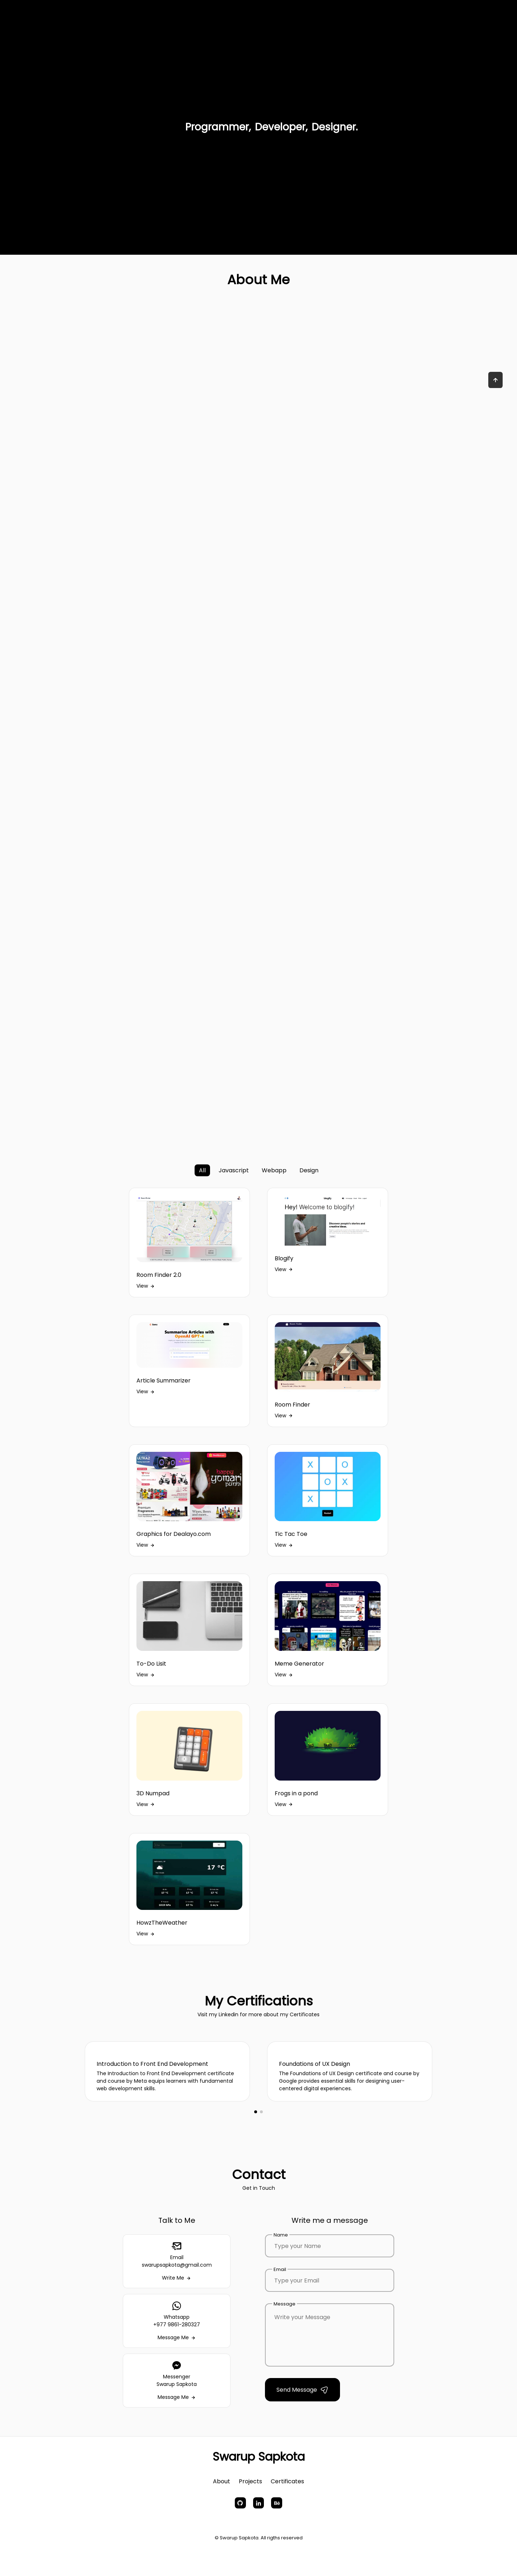 Programmer, Developer, Designer.
About Me
All Javascript Webapp Design
Room Finder 2.0
View →
Hey! Welcome to blogify!
Blogify
View →
Summarize Articles with
OpenAI GPT-4
Article Summarizer
View →
Room Finder
View →
Graphics for Dealayo.com
View →
X O
O X
X
Tic Tac Toe
View →
To-Do Lisit
View →
Meme Generator
View →
3D Numpad
View →
Frogs in a pond
View →
17 °C
HowzTheWeather
View →
My Certifications
Visit my Linkedin for more about my Certificates
Introduction to Front End Development
The Introduction to Front End Development certificate
and course by Meta equips learners with fundamental
web development skills.
Foundations of UX Design
The Foundations of UX Design certificate and course by
Google provides essential skills for designing user-
centered digital experiences.
Contact
Get in Touch
Talk to Me
Email
swarupsapkota@gmail.com
Write Me →
Whatsapp
+977 9861-280327
Message Me →
Messenger
Swarup Sapkota
Message Me →
Write me a message
Name
Type your Name
Email
Type your Email
Message
Write your Message
Send Message
Swarup Sapkota
About Projects Certificates
in
Bē
© Swarup Sapkota. All rigths reserved